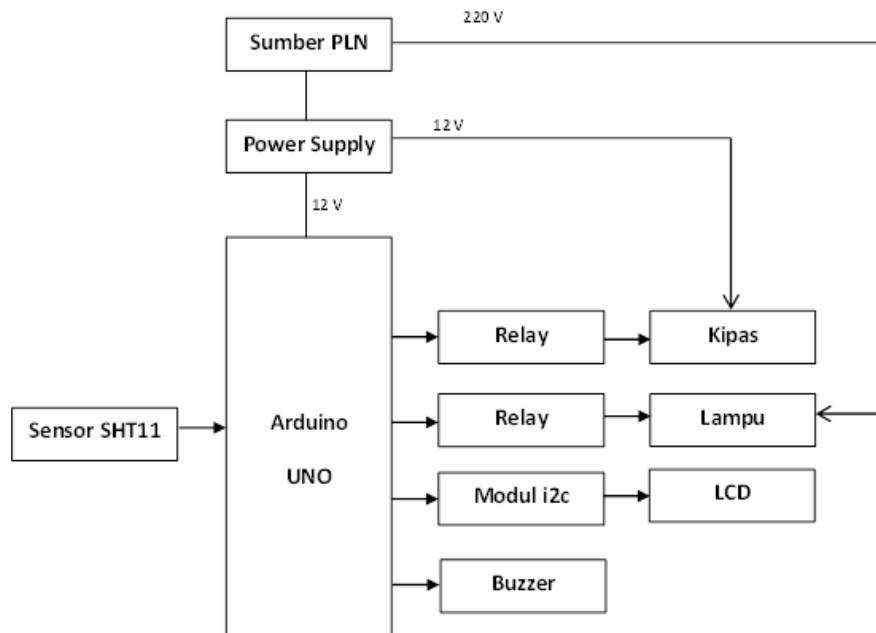 220 V
Sumber PLN
12 V
Power Supply
12 V
Relay
Kipas
Sensor SHT11
Arduino
UNO
Relay
Lampu
Modul i2c
LCD
Buzzer